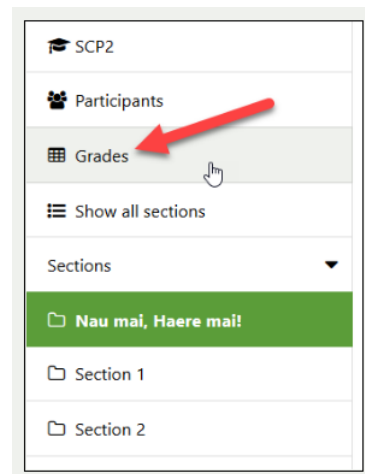 SCP2
Participants
Grades
Show all sections
Sections
Nau mai, Haere mai!
Section 1
Section 2